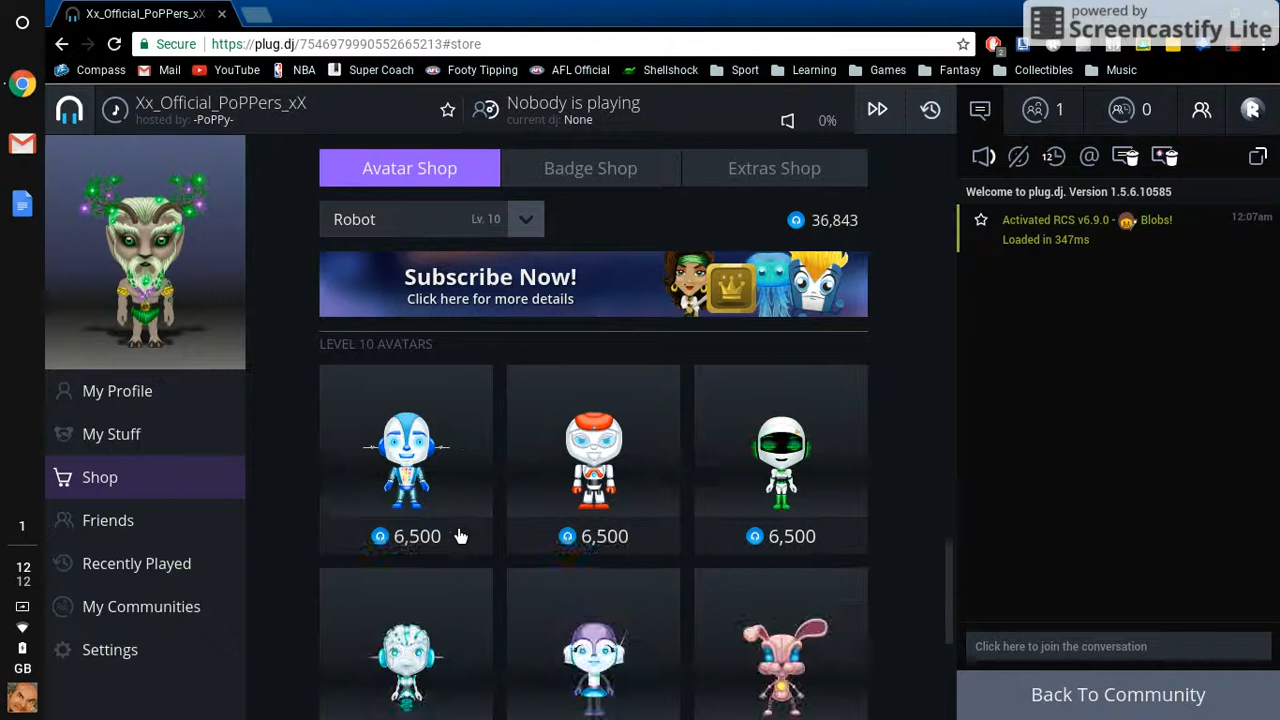 Xx_Official_PoPPers_xX
powered by
Screencastify Lite
Secure
https://plug.dj/7546979990552665213#store
2
Compass
Mail
YouTube
NBA
Super Coach
Footy Tipping
AFL Official
Shellshock
Sport
Learning
Games
Fantasy
Collectibles
Music
Xx_Official_PoPPers_xX
hosted by: -PoPPy-
Nobody is playing
current dj: None
0%
1
0
12
Avatar Shop
Badge Shop
Extras Shop
Robot
Lv. 10
36,843
Subscribe Now!
Click here for more details
LEVEL 10 AVATARS
6,500
6,500
6,500
My Profile
My Stuff
Shop
Friends
Recently Played
My Communities
Settings
1
12
12
GB
Welcome to plug.dj. Version 1.5.6.10585
Activated RCS v6.9.0 - Blobs!
12:07am
Loaded in 347ms
Click here to join the conversation
Back To Community